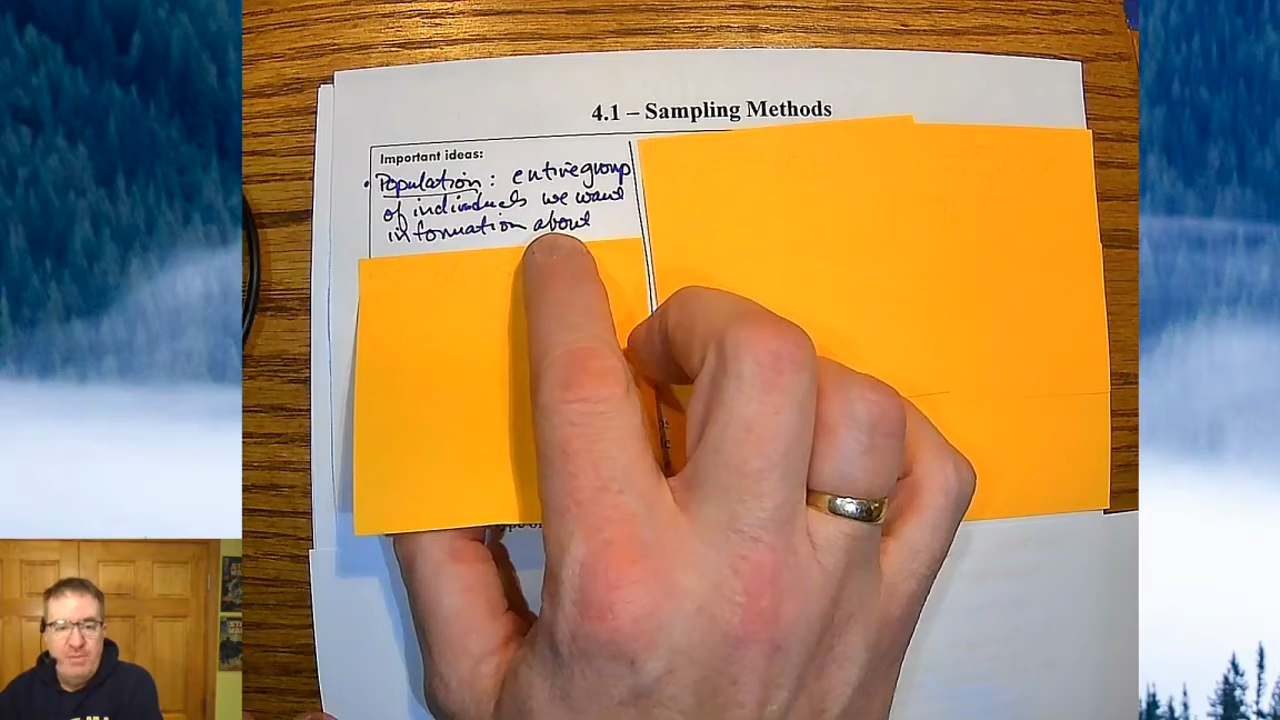 4.1 – Sampling Methods
Important ideas:
• Population: entire group
of individuals we want
information about